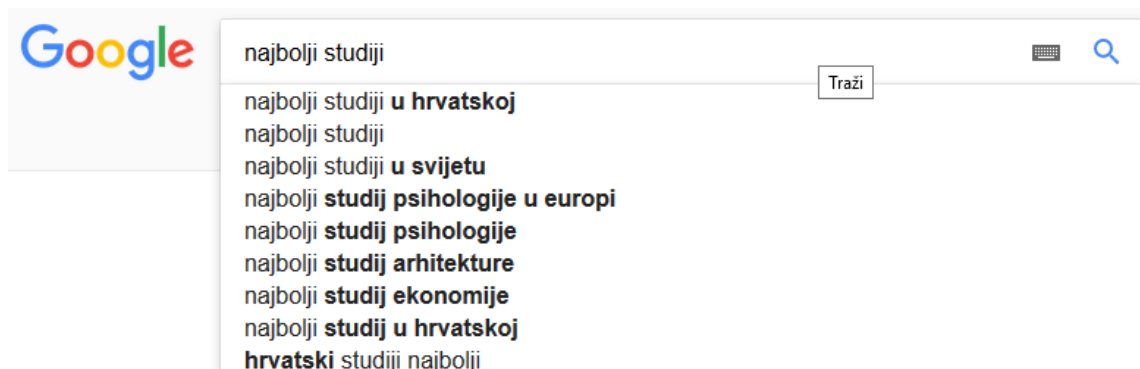 Google
najbolji studiji
Traži
najbolji studiji u hrvatskoj
najbolji studiji
najbolji studiji u svijetu
najbolji studij psihologije u europi
najbolji studij psihologije
najbolji studij arhitekture
najbolji studij ekonomije
najbolji studij u hrvatskoj
hrvatski studiji najbolji